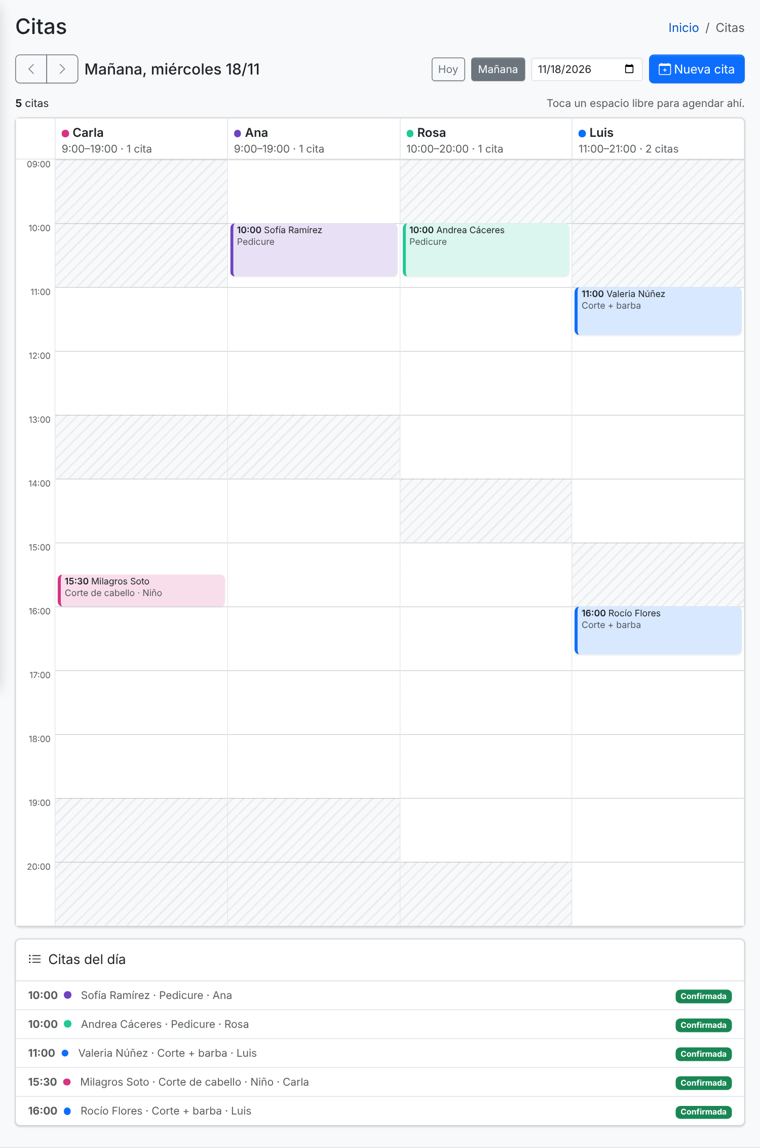 Citas
Inicio / Citas
Mañana, miércoles 18/11
Hoy
Mañana
11/18/2026
Nueva cita
5 citas
Toca un espacio libre para agendar ahí.
Carla
9:00–19:00 · 1 cita
Ana
9:00–19:00 · 1 cita
Rosa
10:00–20:00 · 1 cita
Luis
11:00–21:00 · 2 citas
09:00
10:00
10:00 Sofía Ramírez
Pedicure
10:00 Andrea Cáceres
Pedicure
11:00
11:00 Valeria Núñez
Corte + barba
12:00
13:00
14:00
15:00
15:30 Milagros Soto
Corte de cabello · Niño
16:00
16:00 Rocío Flores
Corte + barba
17:00
18:00
19:00
20:00
Citas del día
10:00 Sofía Ramírez · Pedicure · Ana Confirmada
10:00 Andrea Cáceres · Pedicure · Rosa Confirmada
11:00 Valeria Núñez · Corte + barba · Luis Confirmada
15:30 Milagros Soto · Corte de cabello · Niño · Carla Confirmada
16:00 Rocío Flores · Corte + barba · Luis Confirmada